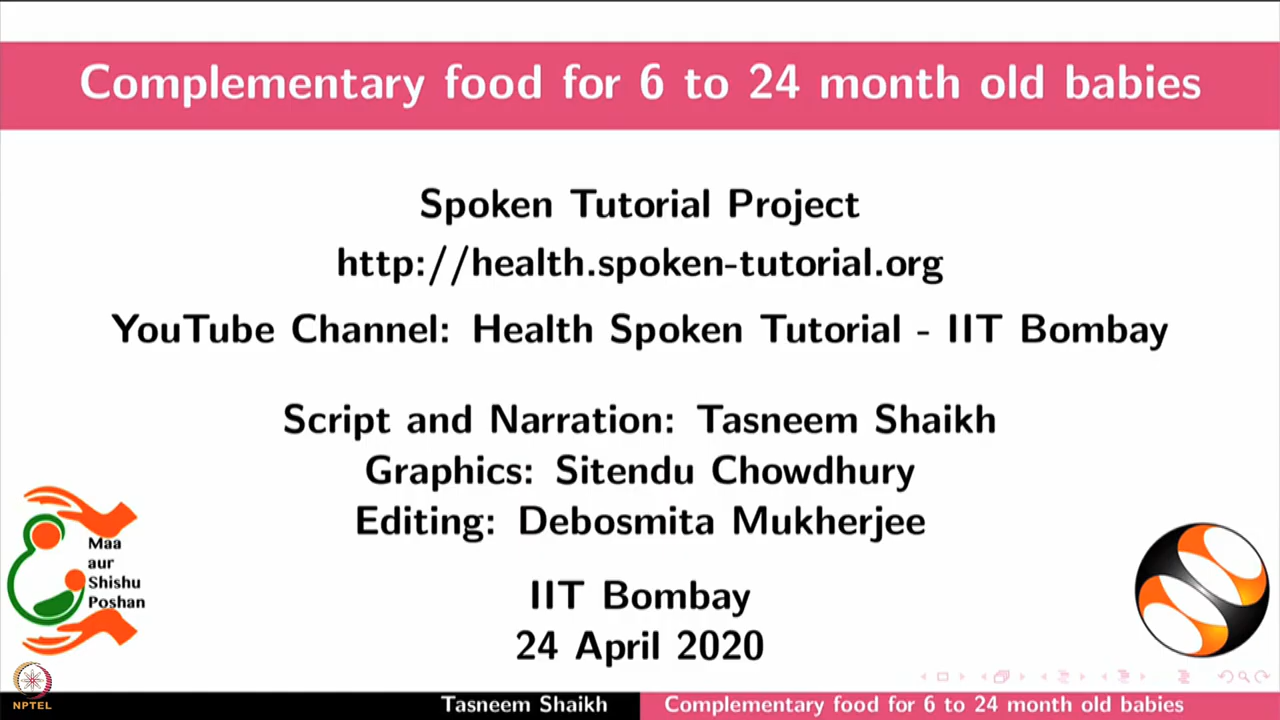 Complementary food for 6 to 24 month old babies
Spoken Tutorial Project
http://health.spoken-tutorial.org
YouTube Channel: Health Spoken Tutorial - IIT Bombay
Script and Narration: Tasneem Shaikh
Graphics: Sitendu Chowdhury
Editing: Debosmita Mukherjee
Maa
aur
Shishu
Poshan
IIT Bombay
24 April 2020
NPTEL
Tasneem Shaikh
Complementary food for 6 to 24 month old babies